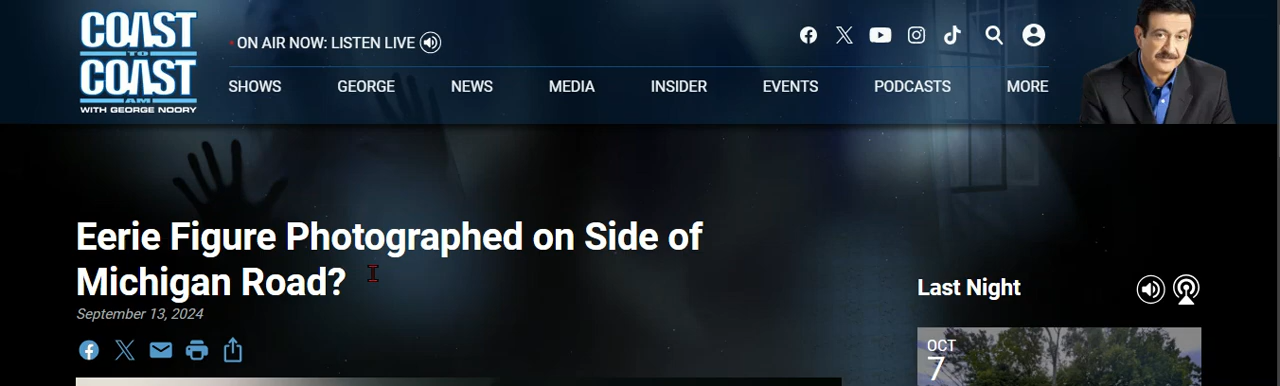 COAST
TO
COAST
AM
WITH GEORGE NOORY
ON AIR NOW: LISTEN LIVE
SHOWS GEORGE NEWS MEDIA INSIDER EVENTS PODCASTS MORE
Eerie Figure Photographed on Side of
Michigan Road?
September 13, 2024
Last Night
OCT
7